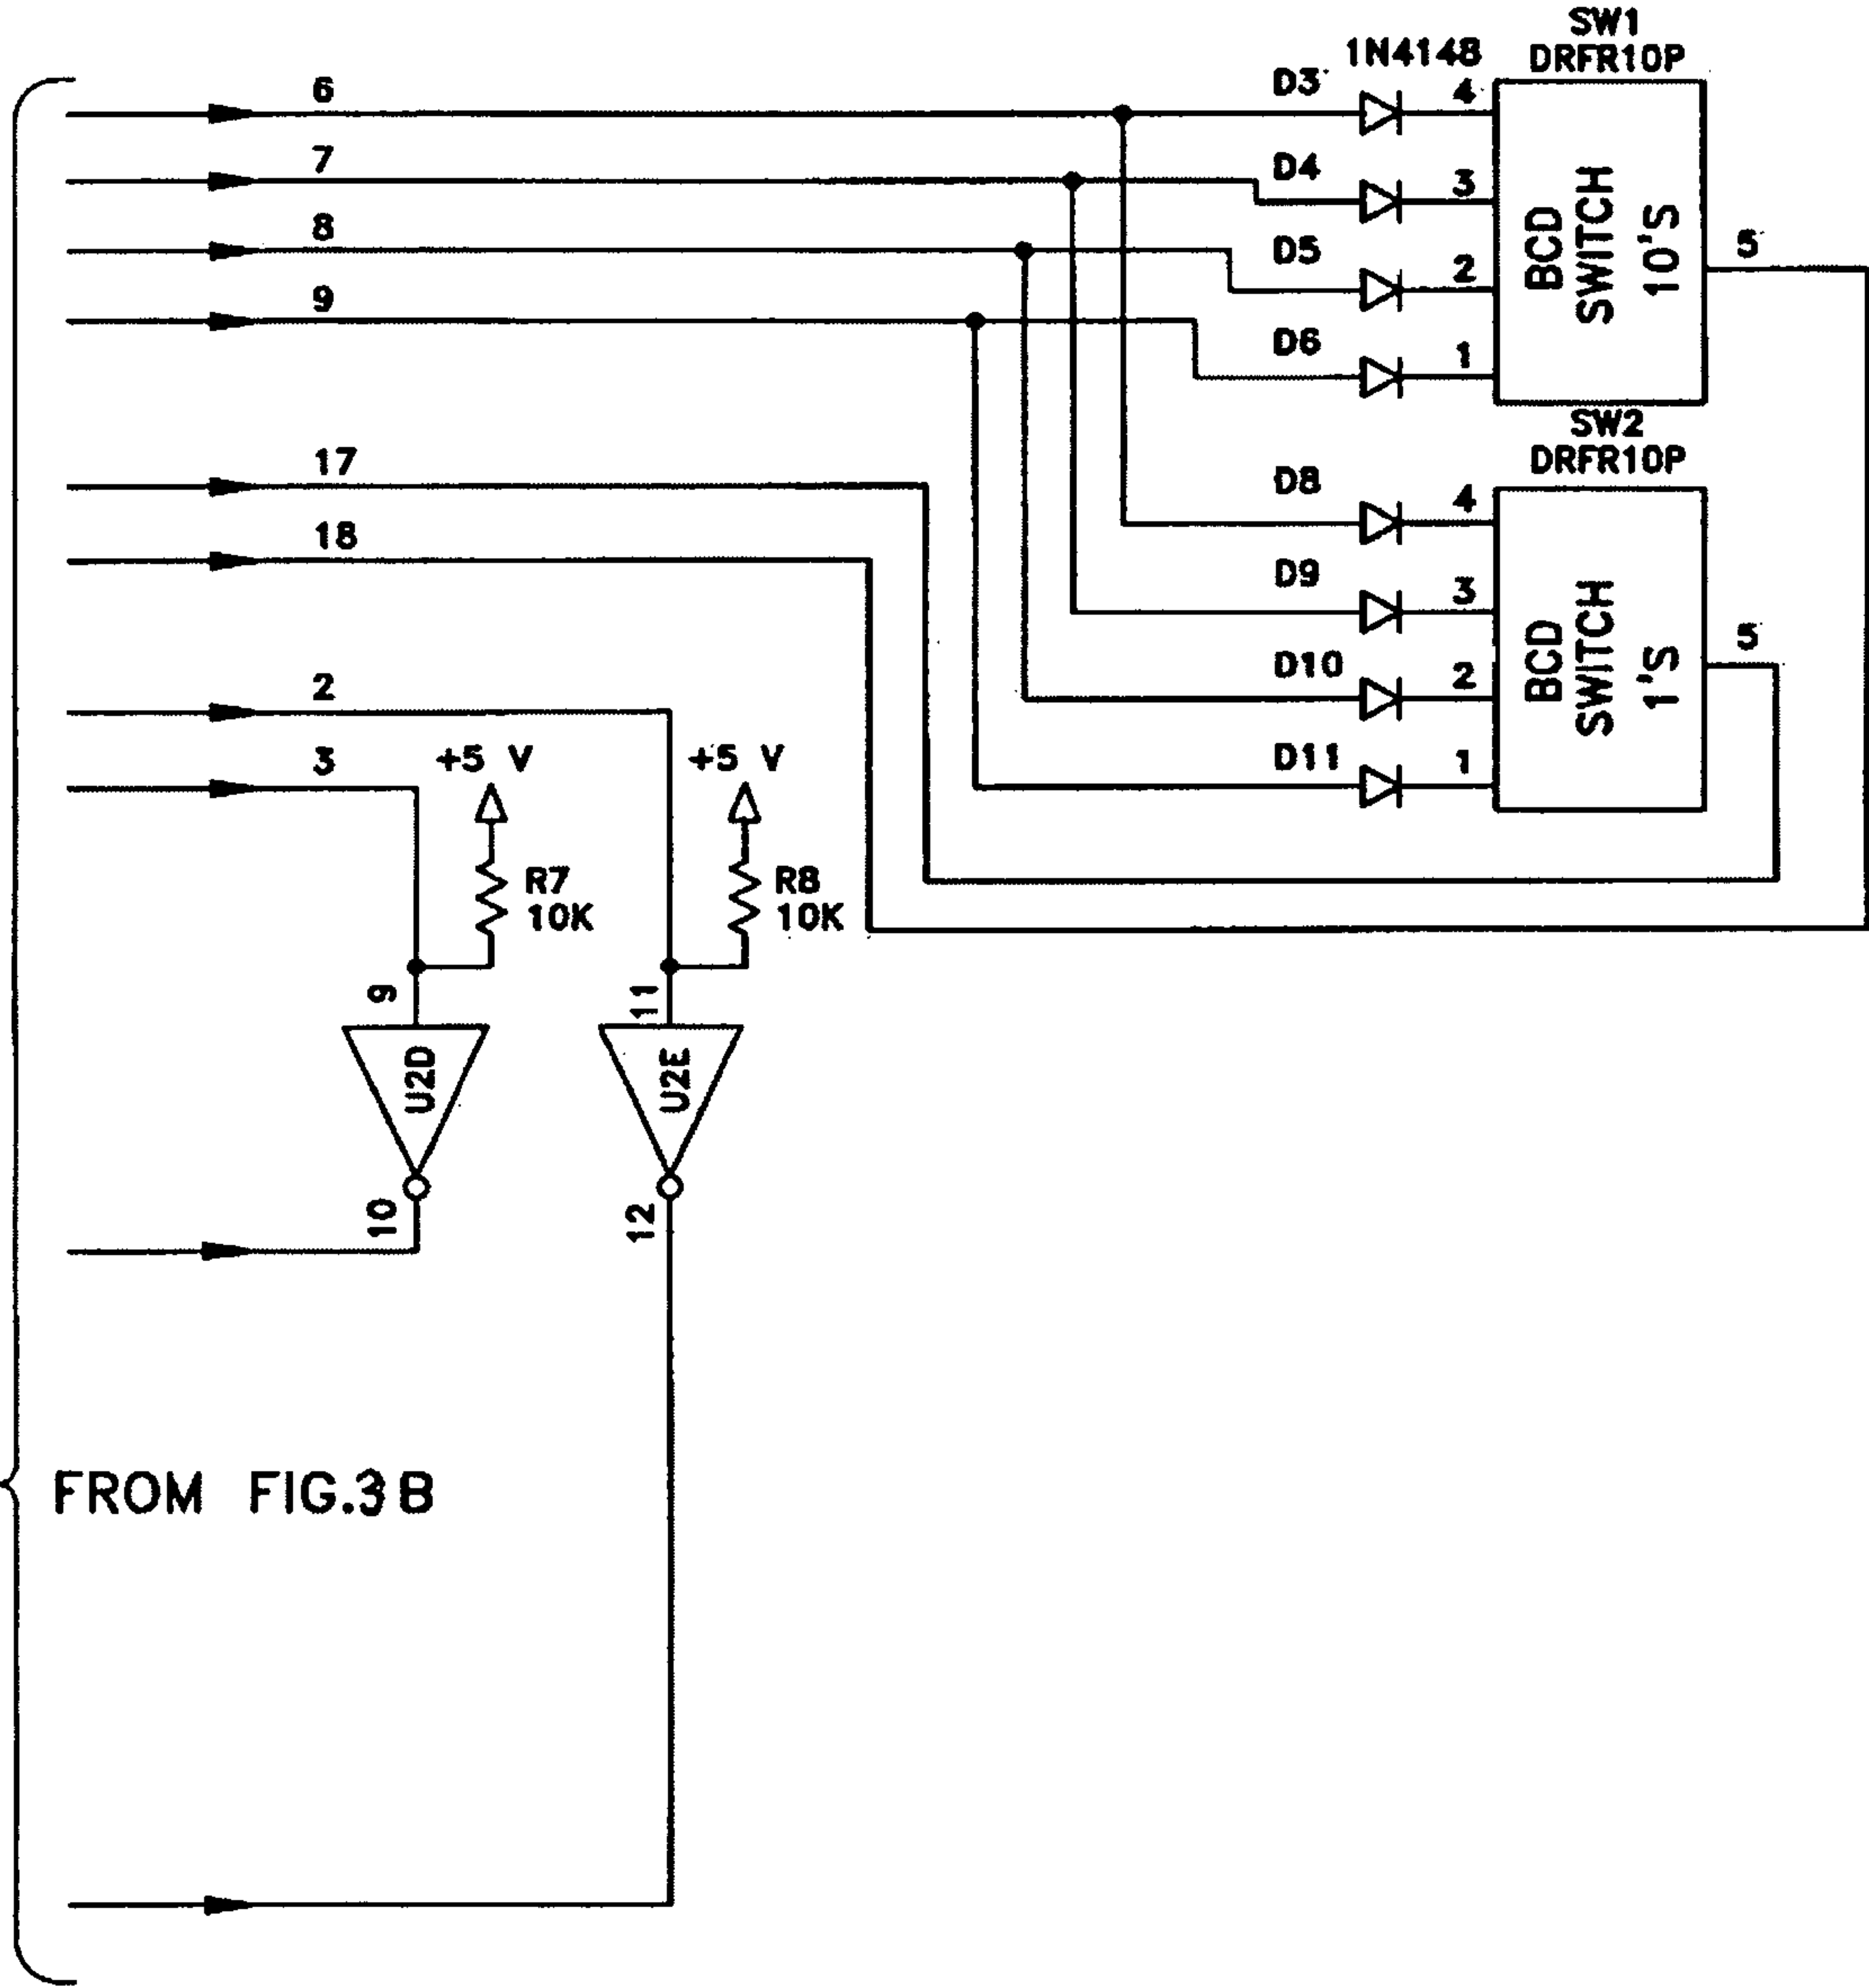 SW1
1N4148
DRFR10P
6
D3
4
7
D4
3
8
D5
2
BCD
SWITCH
10'S
5
9
D6
1
SW2
DRFR10P
17
D8
4
18
D9
3
BCD
SWITCH
1'S
5
2
D10
2
3
+5 V
+5 V
D11
1
R7
10K
R8
10K
9
11
U2D
U2E
10
12
FROM FIG.3B